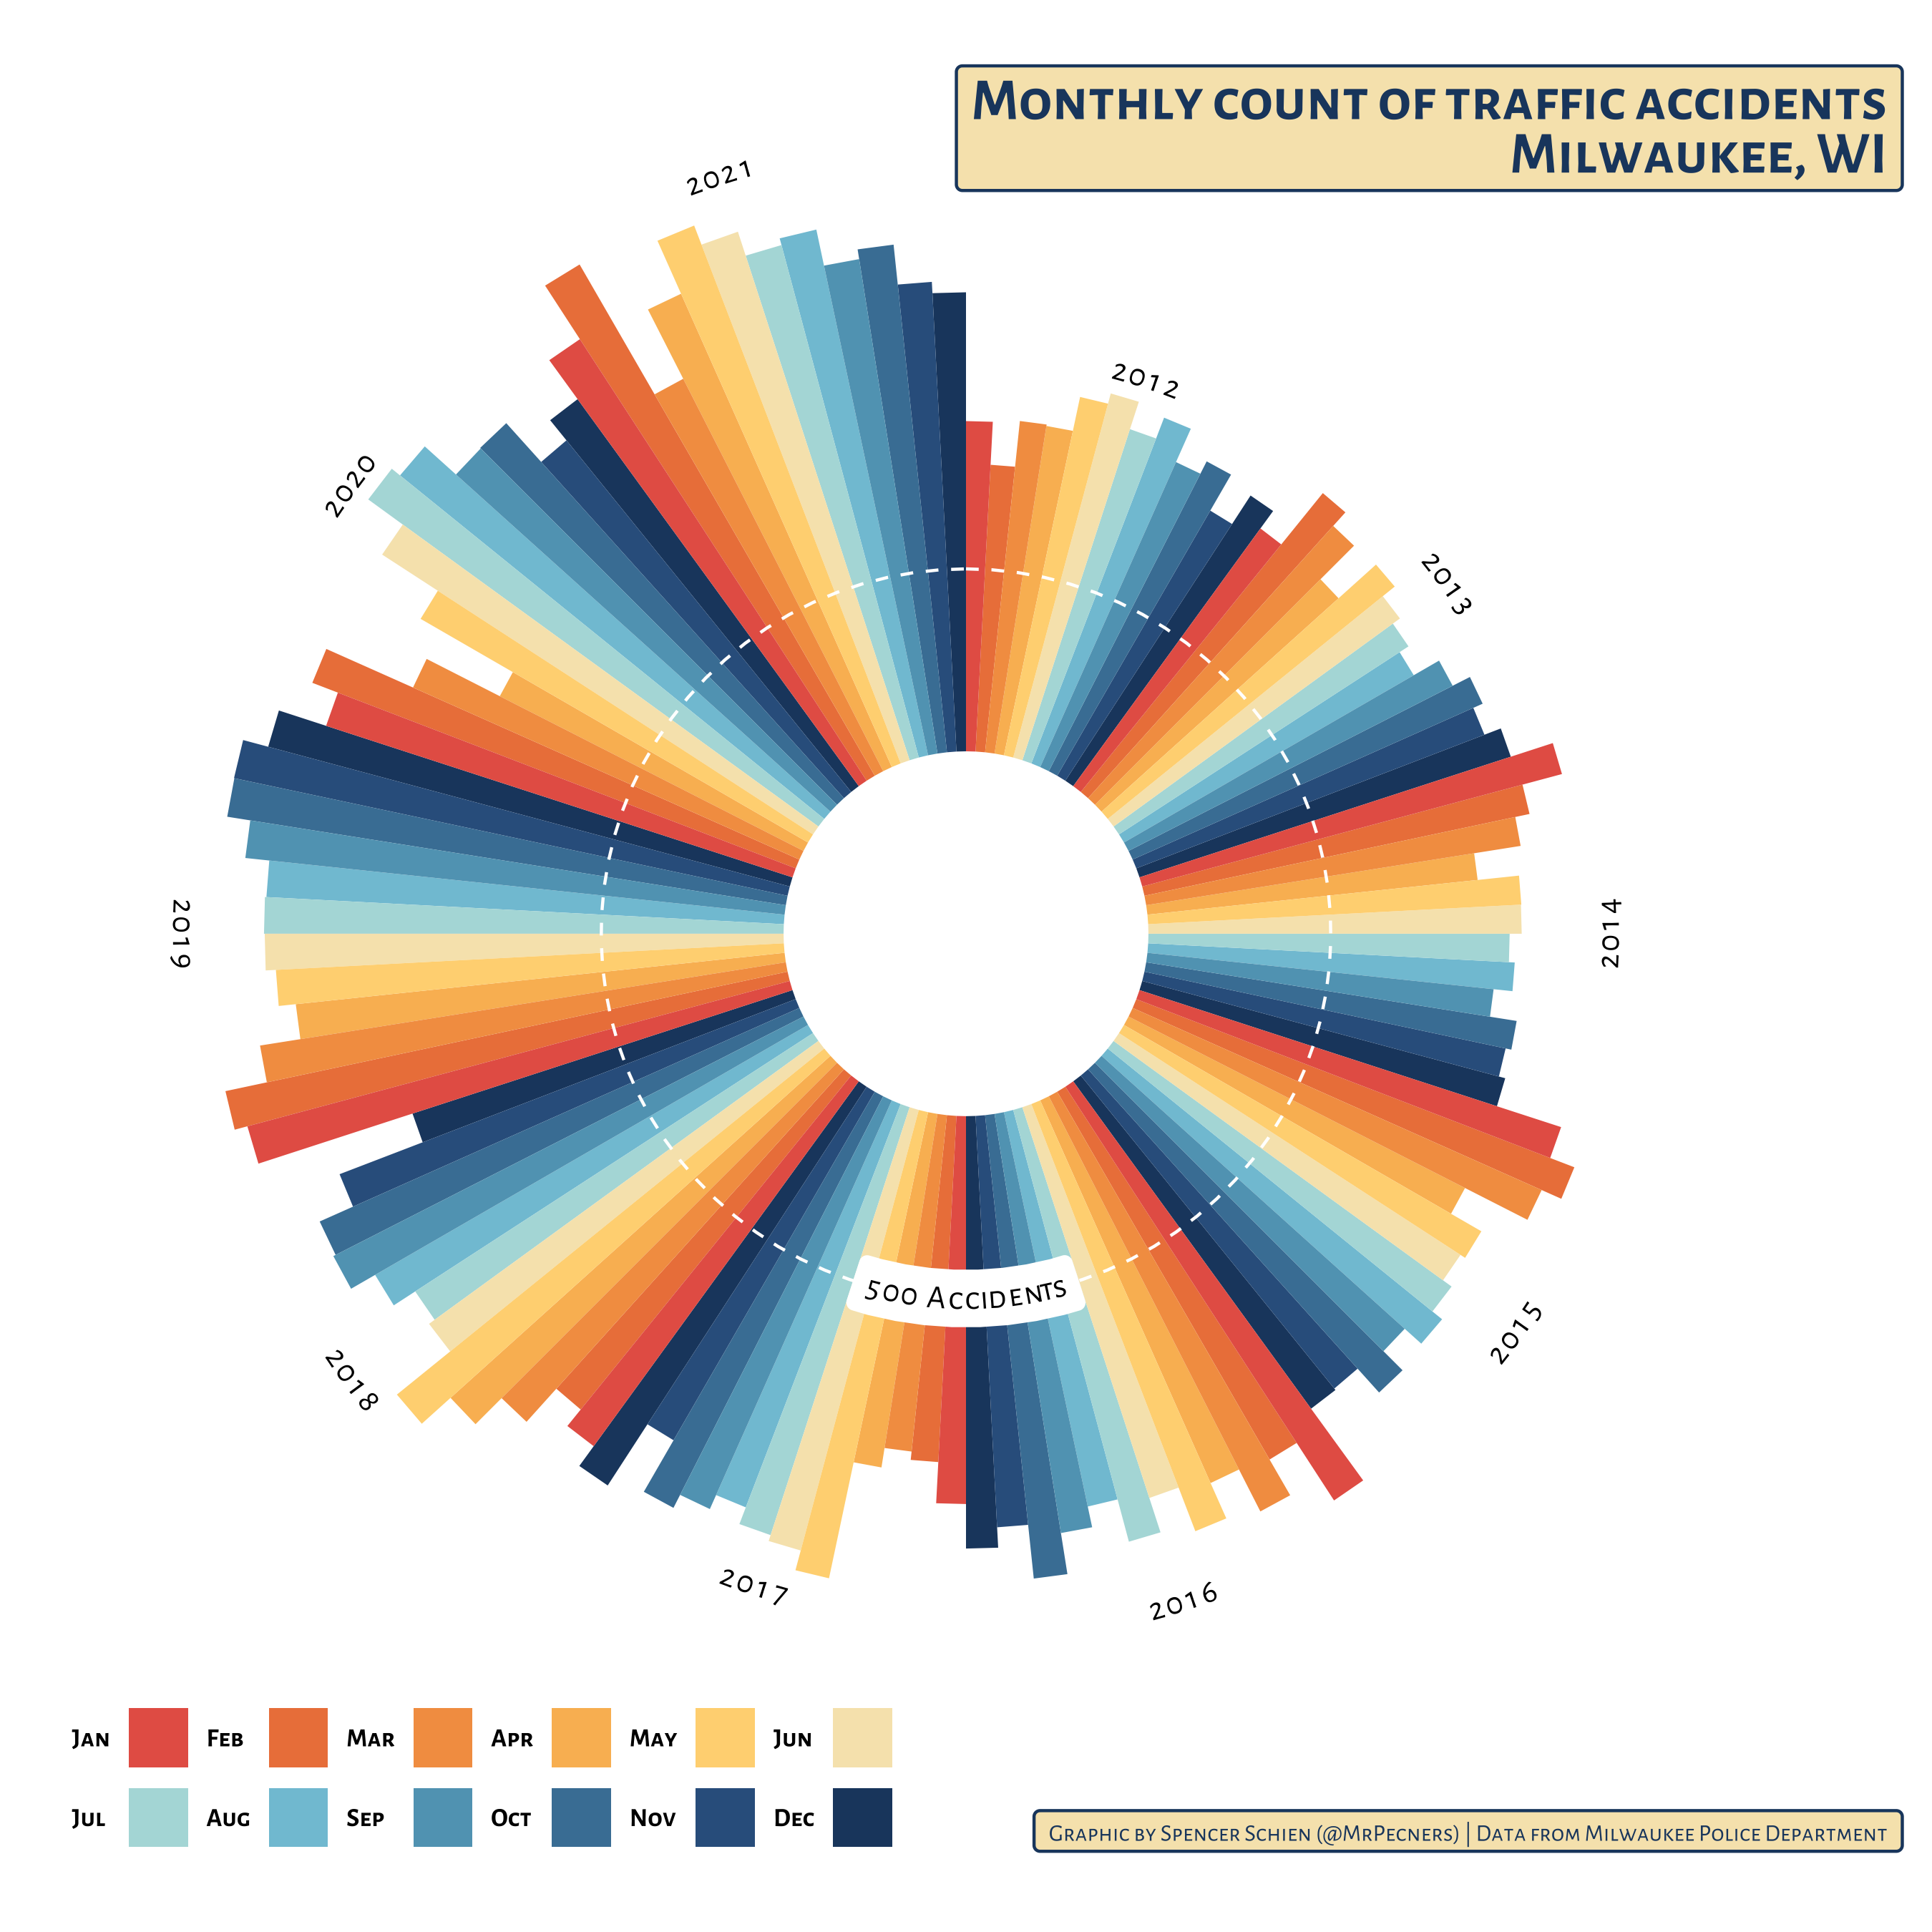 Monthly count of traffic accidents
Milwaukee, WI
2021
2012
2013
2020
2014
2019
2015
500 Accidents
2018
2017
2016
Jan Feb Mar Apr May Jun
Jul Aug Sep Oct Nov Dec
Graphic by Spencer Schien (@MrPecners) | Data from Milwaukee Police Department